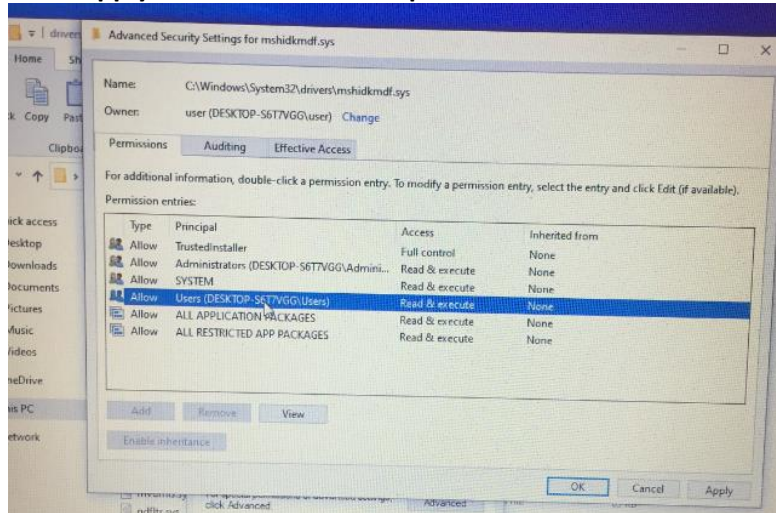 driven
Advanced Security Settings for mshidkmdf.sys
Home
Sh
Name: C:\Windows\System32\drivers\mshidkmdf.sys
Copy
Past
Owner: user (DESKTOP-S6T7VGG\user) Change
Clipbo
Permissions Auditing Effective Access
For additional information, double-click a permission entry. To modify a permission entry, select the entry and click Edit (if available).
Permission entries:
Type Principal Access Inherited from
ick access
Allow TrustedInstaller Full control None
esktop
Allow Administrators (DESKTOP-S6T7VGG\Admini... Read & execute None
ownloads
Allow SYSTEM Read & execute None
ocuments
Allow Users (DESKTOP-S6T7VGG\Users) Read & execute None
ictures
Allow ALL APPLICATION PACKAGES Read & execute None
Music
Allow ALL RESTRICTED APP PACKAGES Read & execute None
ideos
neDrive
is PC
Add Remove View
etwork
Enable inheritance
OK Cancel Apply
click Advanced
Advanced